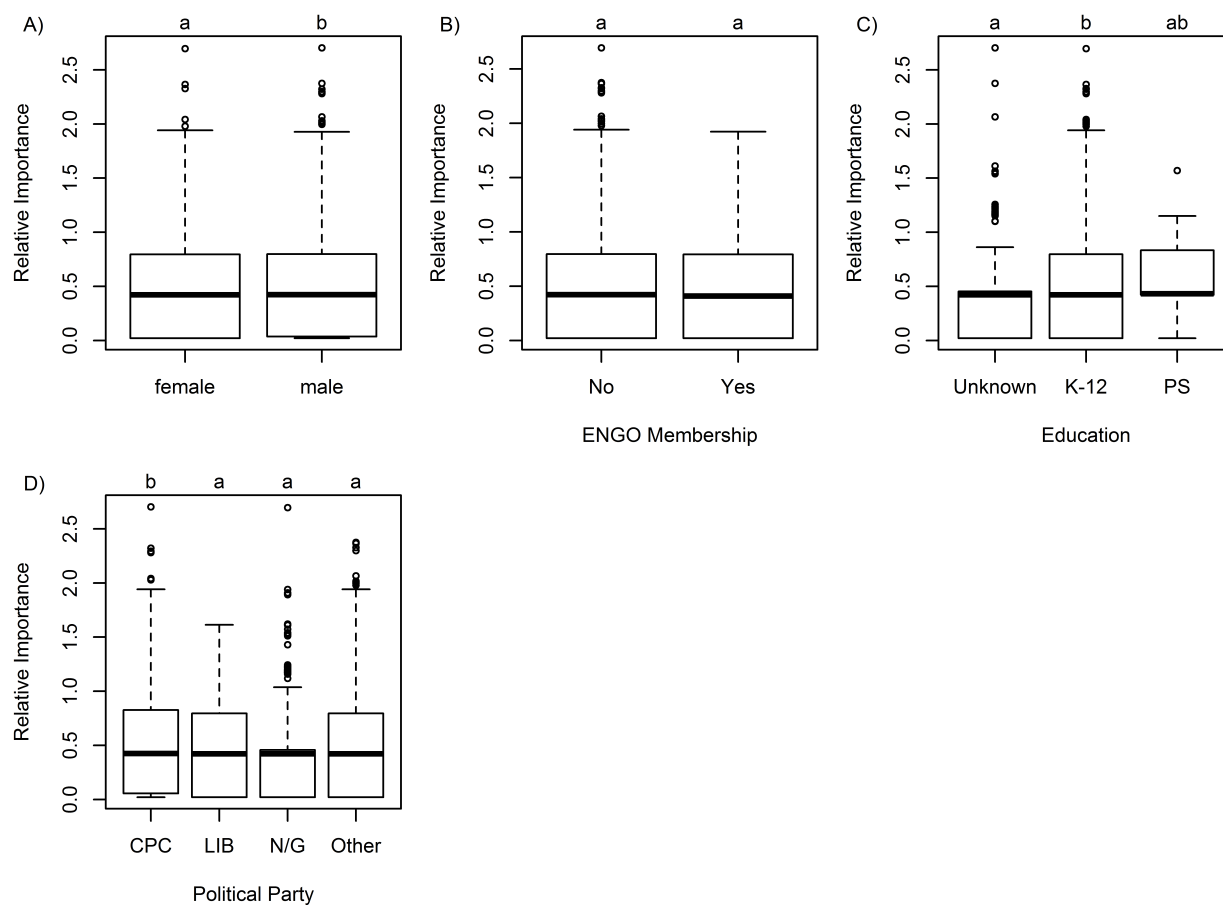 A)
a b
Relative Importance
2.5
2.0
1.5
1.0
0.5
0.0
female male
B)
a a
Relative Importance
2.5
2.0
1.5
1.0
0.5
0.0
No Yes
ENGO Membership
C)
a b ab
Relative Importance
2.5
2.0
1.5
1.0
0.5
0.0
Unknown K-12 PS
Education
D)
b a a a
Relative Importance
2.5
2.0
1.5
1.0
0.5
0.0
CPC LIB N/G Other
Political Party